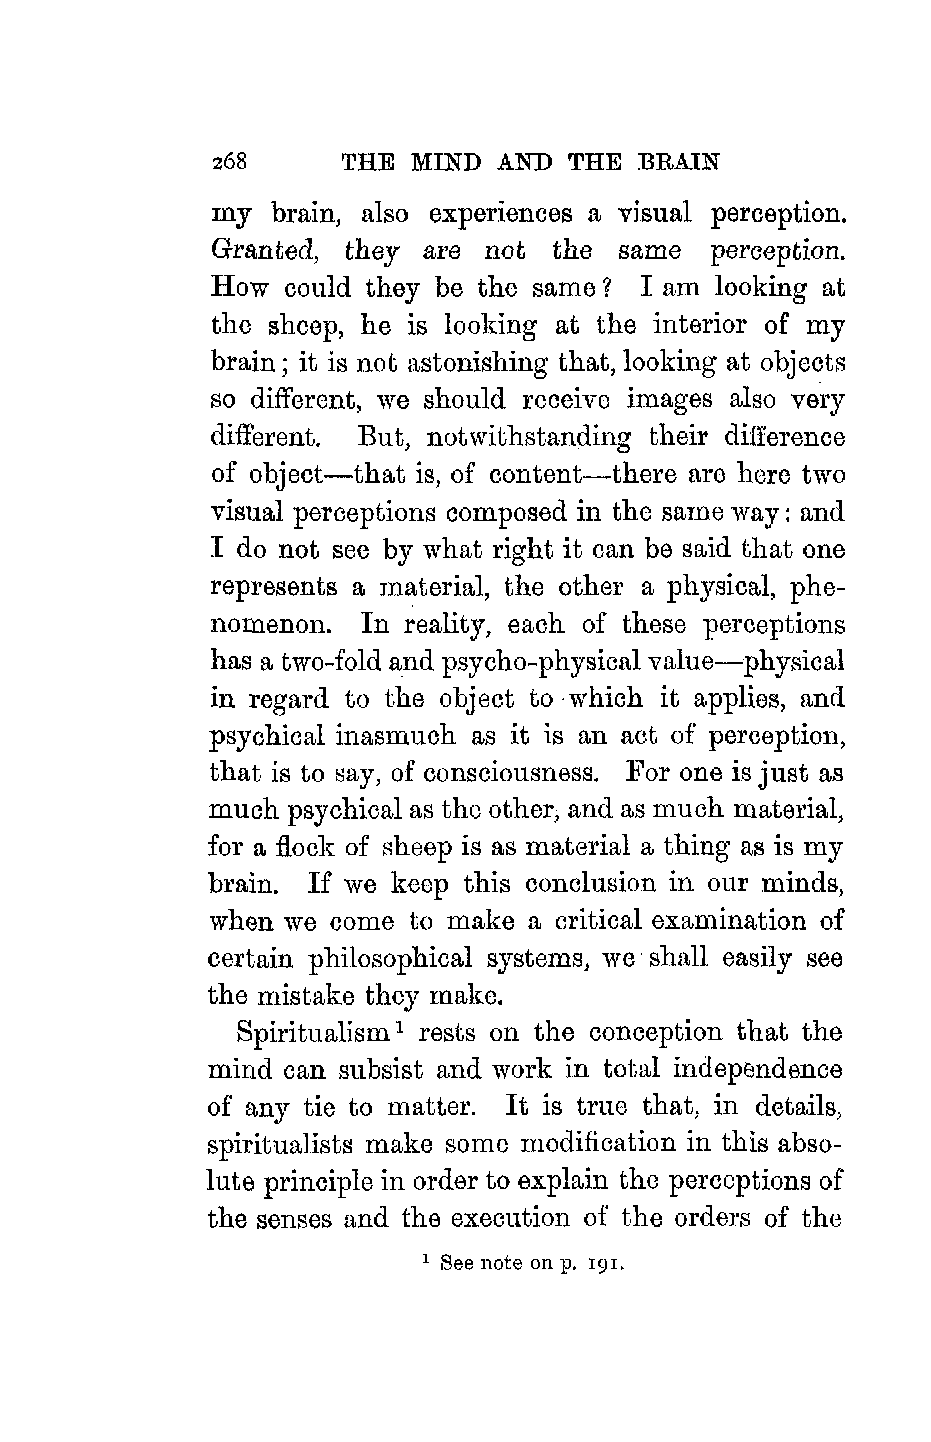 268 THE MIND AND THE BRAIN
my brain, also experiences a visual perception.
Granted, they are not the same perception.
How could they be the same? I am looking at
the sheep, he is looking at the interior of my
brain; it is not astonishing that, looking at objects
so different, we should receive images also very
different. But, notwithstanding their difference
of object—that is, of content—there are here two
visual perceptions composed in the same way: and
I do not see by what right it can be said that one
represents a material, the other a physical, phe-
nomenon. In reality, each of these perceptions
has a two-fold and psycho-physical value—physical
in regard to the object to which it applies, and
psychical inasmuch as it is an act of perception,
that is to say, of consciousness. For one is just as
much psychical as the other, and as much material,
for a flock of sheep is as material a thing as is my
brain. If we keep this conclusion in our minds,
when we come to make a critical examination of
certain philosophical systems, we shall easily see
the mistake they make.
Spiritualism¹ rests on the conception that the
mind can subsist and work in total independence
of any tie to matter. It is true that, in details,
spiritualists make some modification in this abso-
lute principle in order to explain the perceptions of
the senses and the execution of the orders of the
¹ See note on p. 191.